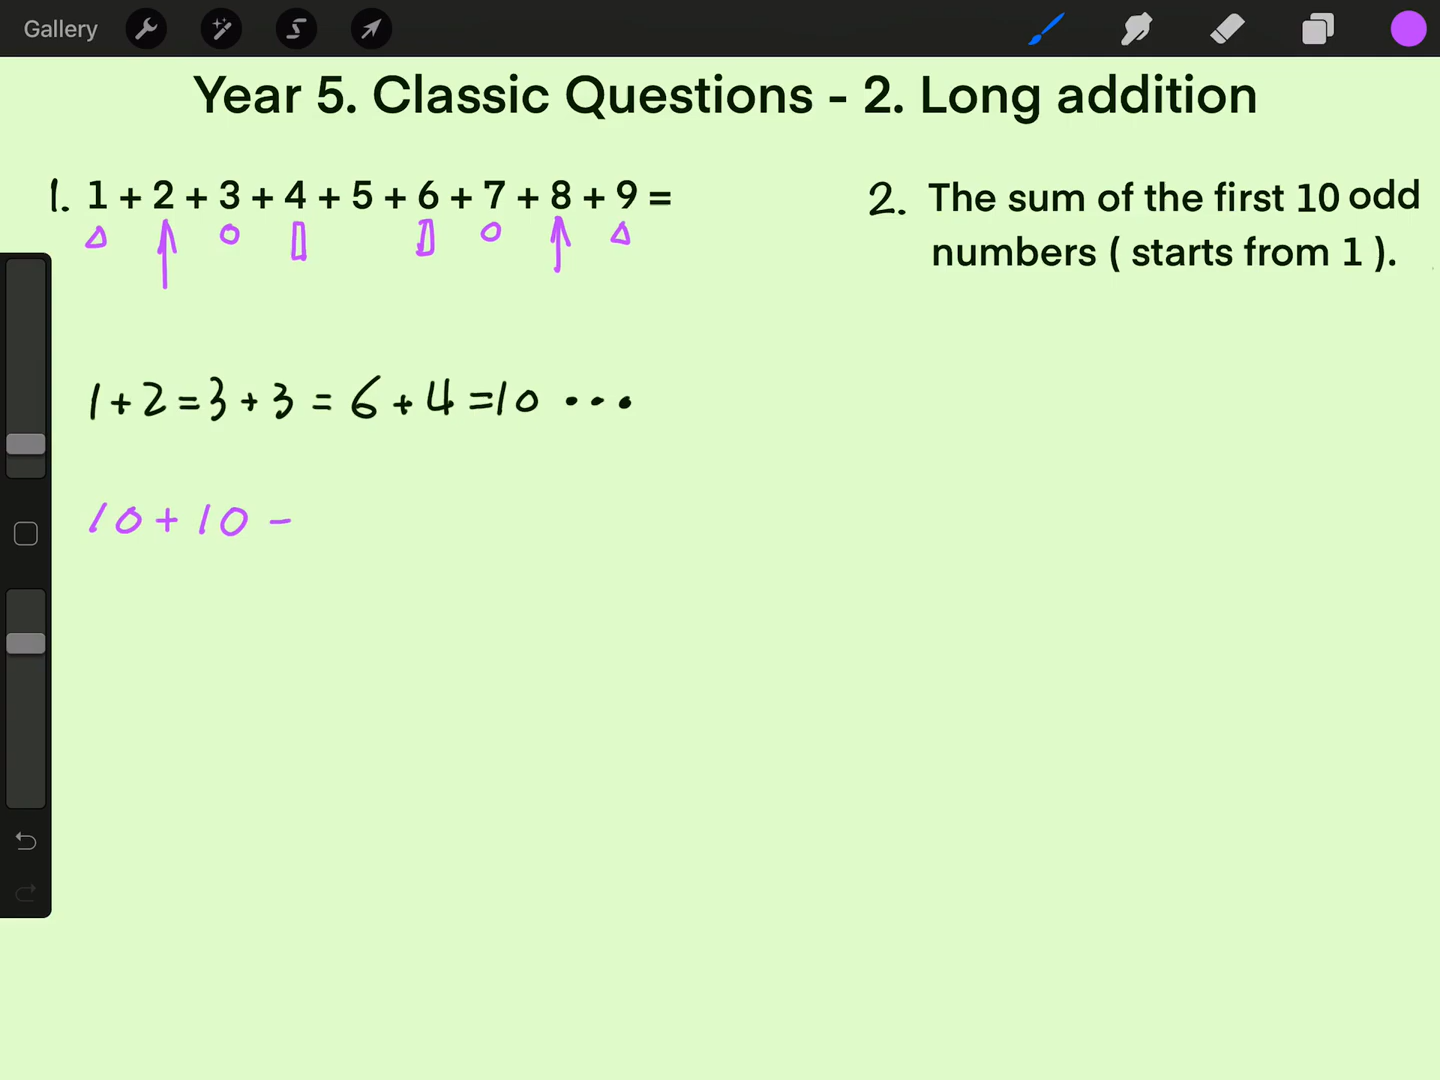 Gallery
Year 5. Classic Questions - 2. Long addition
1. 1 + 2 + 3 + 4 + 5 + 6 + 7 + 8 + 9 =
1 + 2 = 3 + 3 = 6 + 4 = 10 ...
10 + 10 -
2. The sum of the first 10 odd
numbers ( starts from 1 ).